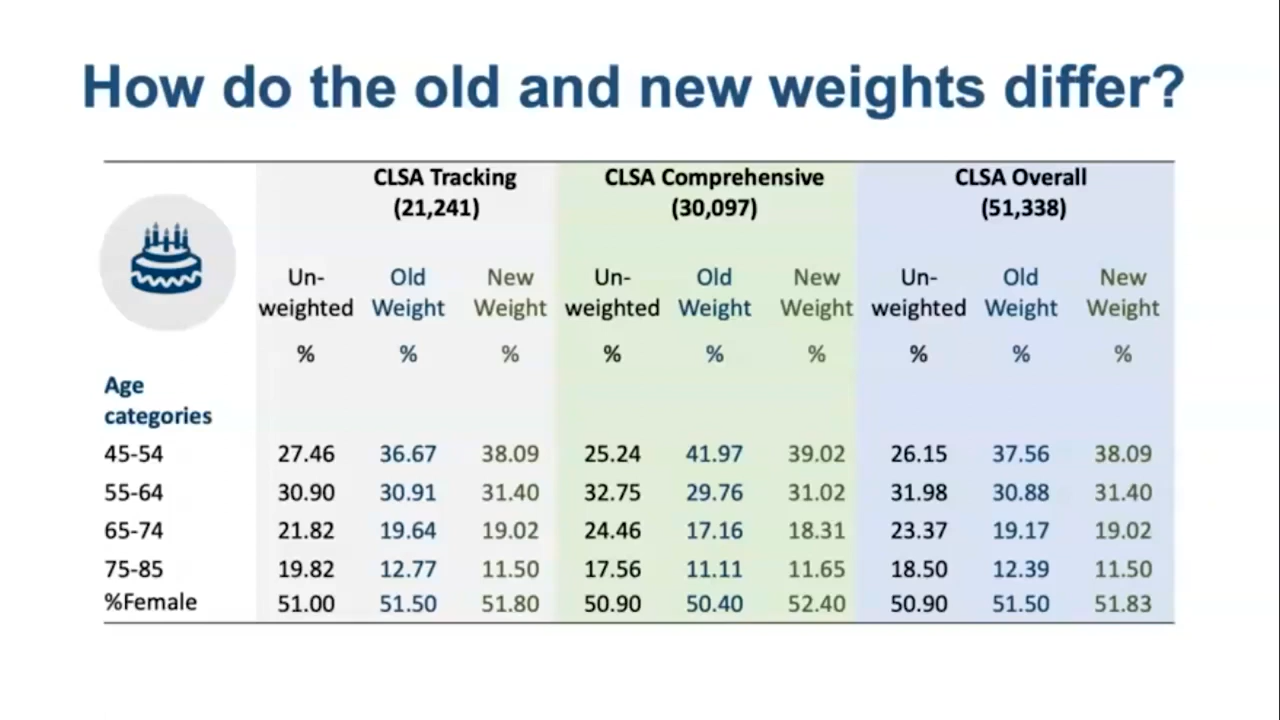 How do the old and new weights differ?
CLSA Tracking CLSA Comprehensive CLSA Overall
(21,241) (30,097) (51,338)
Un- Old New Un- Old New Un- Old New
weighted Weight Weight weighted Weight Weight weighted Weight Weight
% % % % % % % % %
Age
categories
45-54 27.46 36.67 38.09 25.24 41.97 39.02 26.15 37.56 38.09
55-64 30.90 30.91 31.40 32.75 29.76 31.02 31.98 30.88 31.40
65-74 21.82 19.64 19.02 24.46 17.16 18.31 23.37 19.17 19.02
75-85 19.82 12.77 11.50 17.56 11.11 11.65 18.50 12.39 11.50
%Female 51.00 51.50 51.80 50.90 50.40 52.40 50.90 51.50 51.83